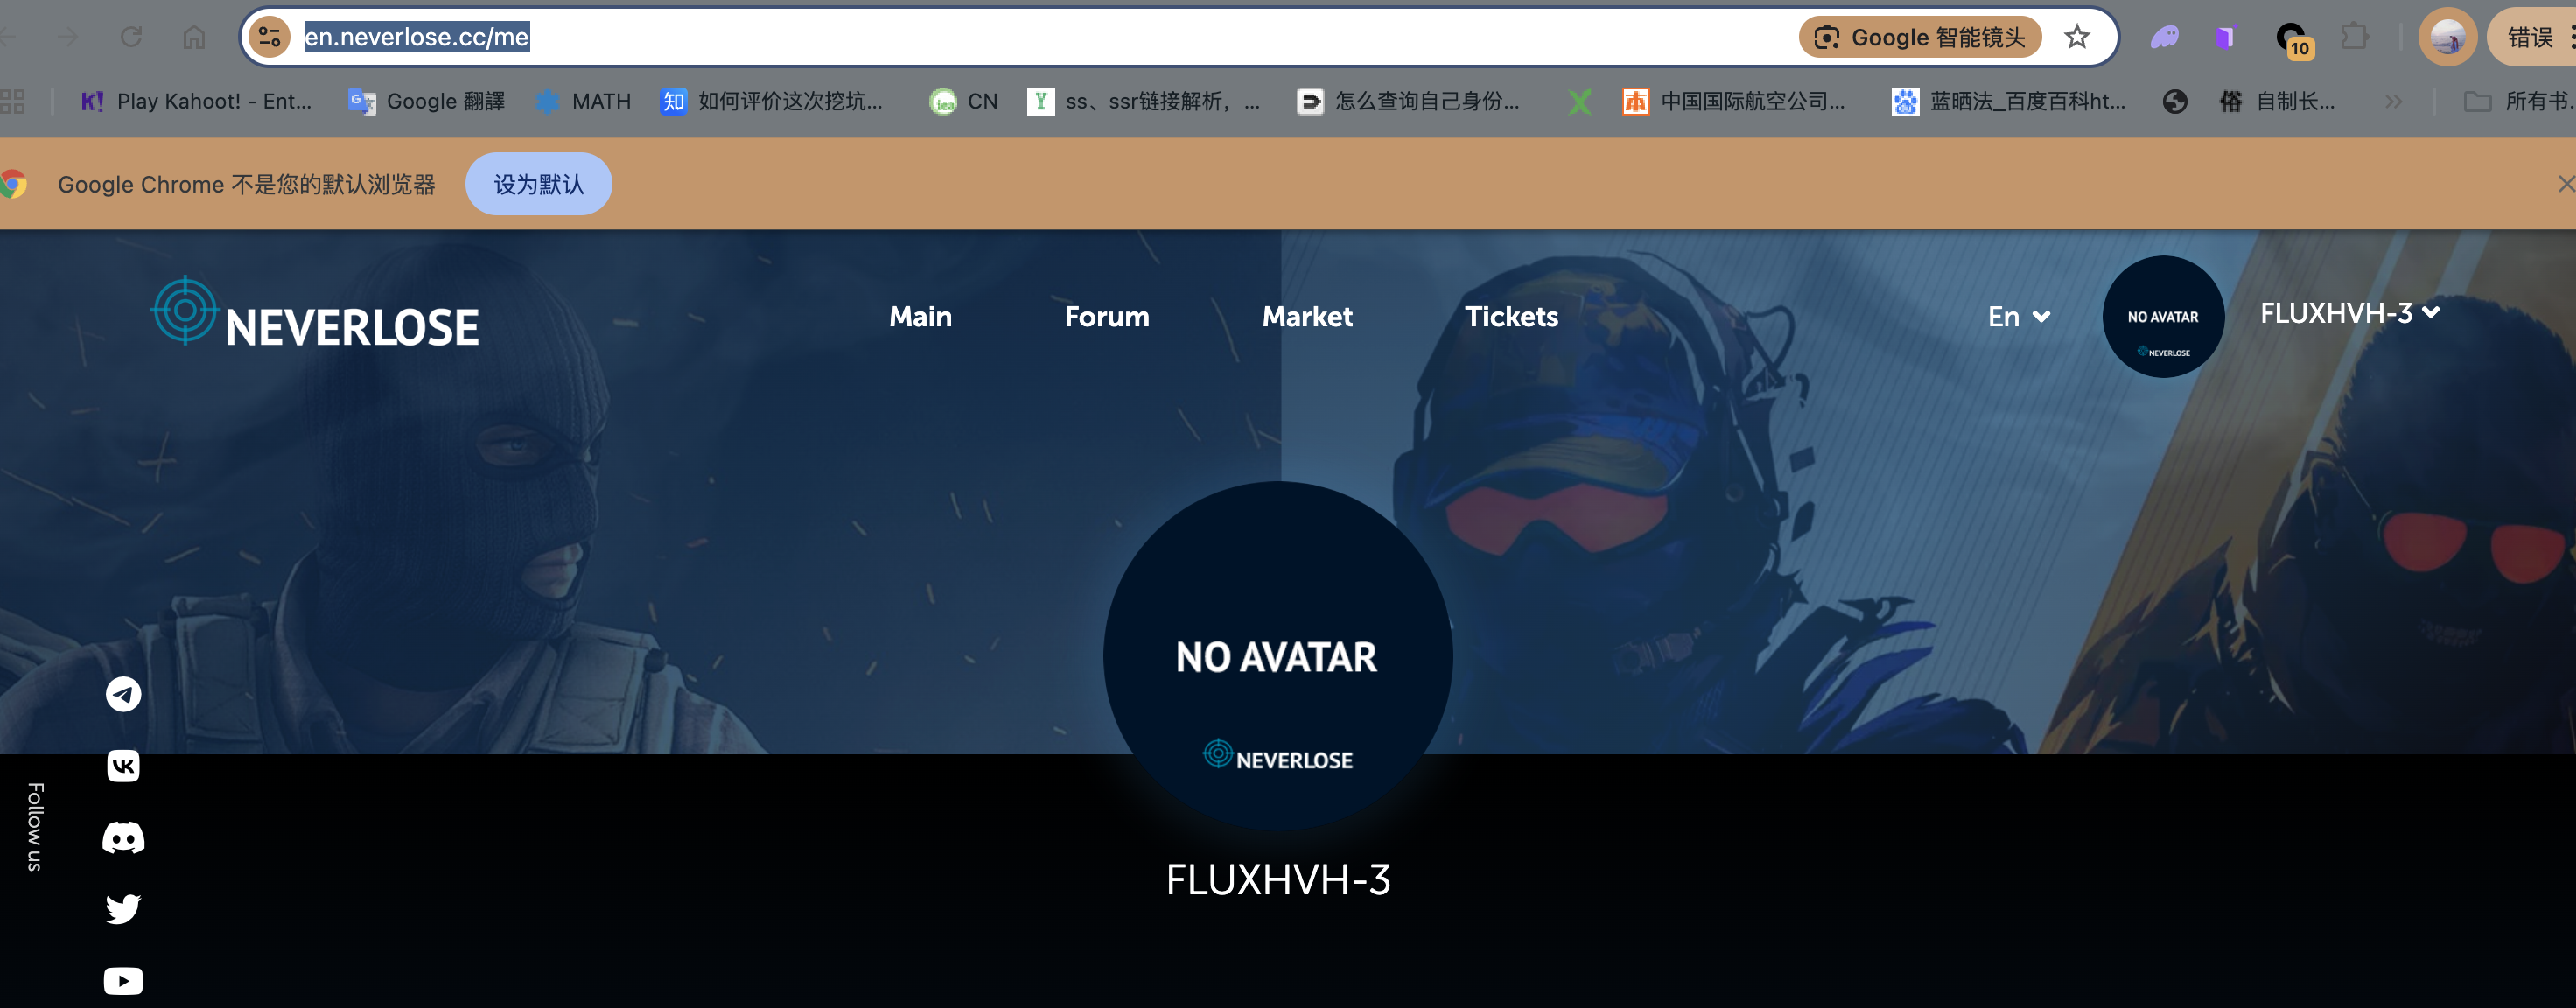 en.neverlose.cc/me
Google 智能镜头
10
错误
Play Kahoot! - Ent...
Google 翻譯
MATH
知 如何评价这次挖坑...
iea CN
Y ss、ssr链接解析，...
怎么查询自己身份...
本 中国国际航空公司...
蓝晒法_百度百科ht...
俗 自制长...
所有书...
Google Chrome 不是您的默认浏览器
设为默认
NEVERLOSE
Main
Forum
Market
Tickets
En
NO AVATAR
NEVERLOSE
FLUXHVH-3
NO AVATAR
NEVERLOSE
Follow us
FLUXHVH-3